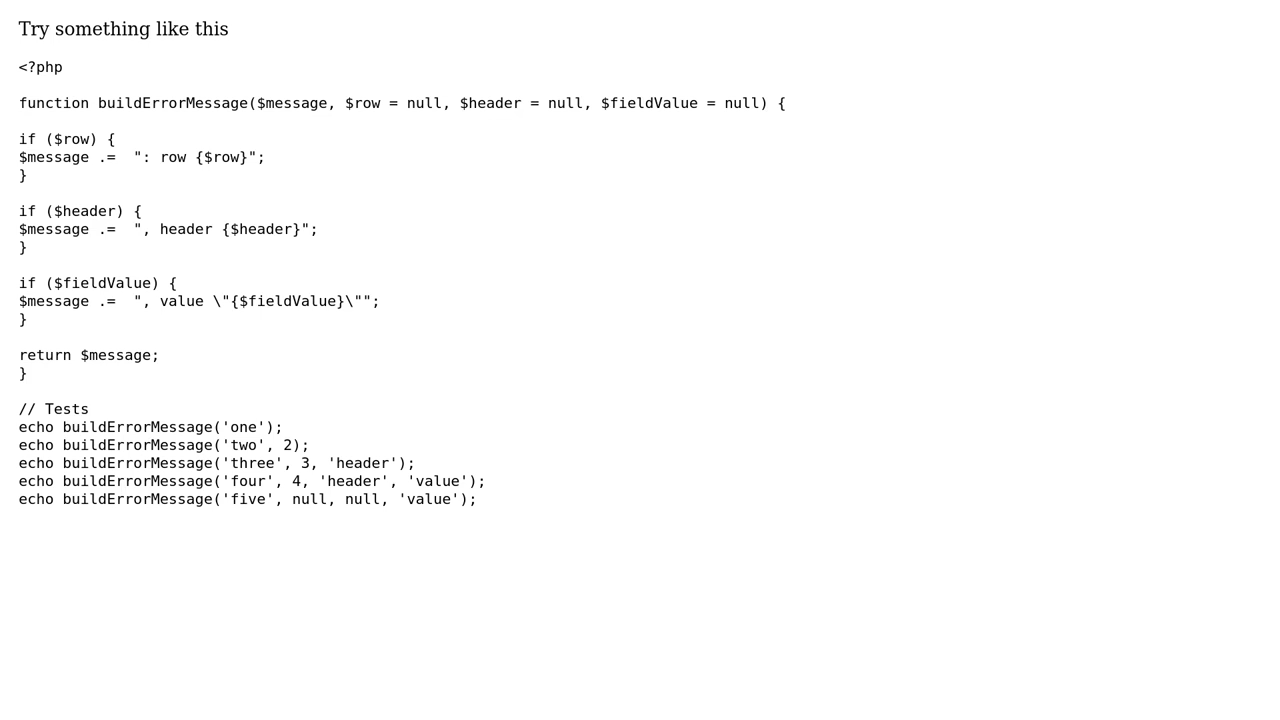 Try something like this
<?php
function buildErrorMessage($message, $row = null, $header = null, $fieldValue = null) {
if ($row) {
$message .=  ": row {$row}";
}
if ($header) {
$message .=  ", header {$header}";
}
if ($fieldValue) {
$message .=  ", value \"{$fieldValue}\"";
}
return $message;
}
// Tests
echo buildErrorMessage('one');
echo buildErrorMessage('two', 2);
echo buildErrorMessage('three', 3, 'header');
echo buildErrorMessage('four', 4, 'header', 'value');
echo buildErrorMessage('five', null, null, 'value');